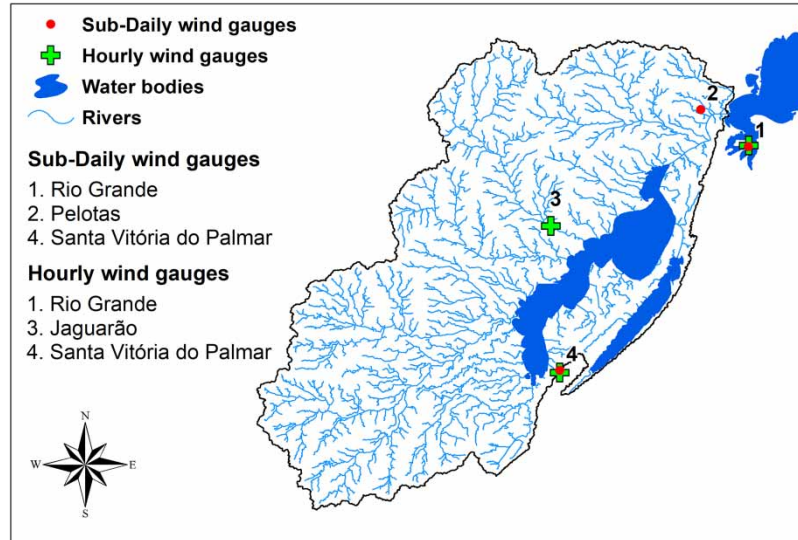 Sub-Daily wind gauges
Hourly wind gauges
Water bodies
Rivers
Sub-Daily wind gauges
1. Rio Grande
2. Pelotas
4. Santa Vitória do Palmar
Hourly wind gauges
1. Rio Grande
3. Jaguarão
4. Santa Vitória do Palmar
2
1
3
4
N
W E
S